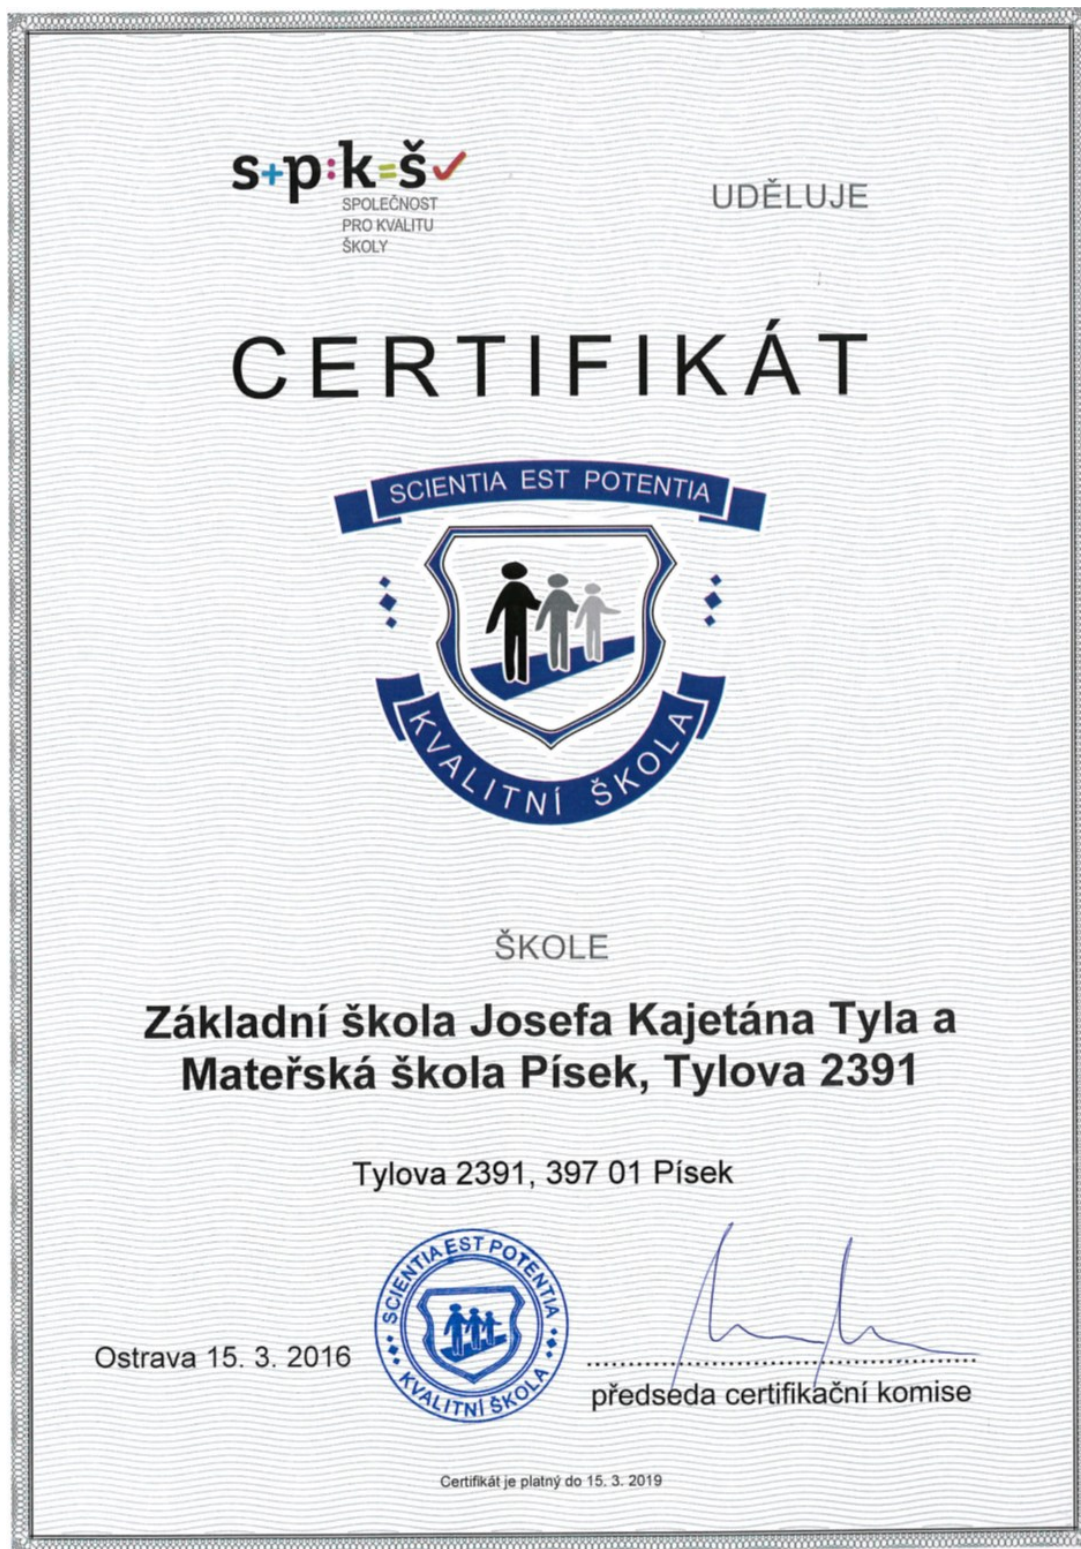 s+p:k=š✓
SPOLEČNOST
PRO KVALITU
ŠKOLY
UDĚLUJE
CERTIFIKÁT
SCIENTIA EST POTENTIA
KVALITNÍ ŠKOLA
ŠKOLE
Základní škola Josefa Kajetána Tyla a
Mateřská škola Písek, Tylova 2391
Tylova 2391, 397 01 Písek
SCIENTIA EST POTENTIA
KVALITNÍ ŠKOLA
Ostrava 15. 3. 2016
předseda certifikační komise
Certifikát je platný do 15. 3. 2019